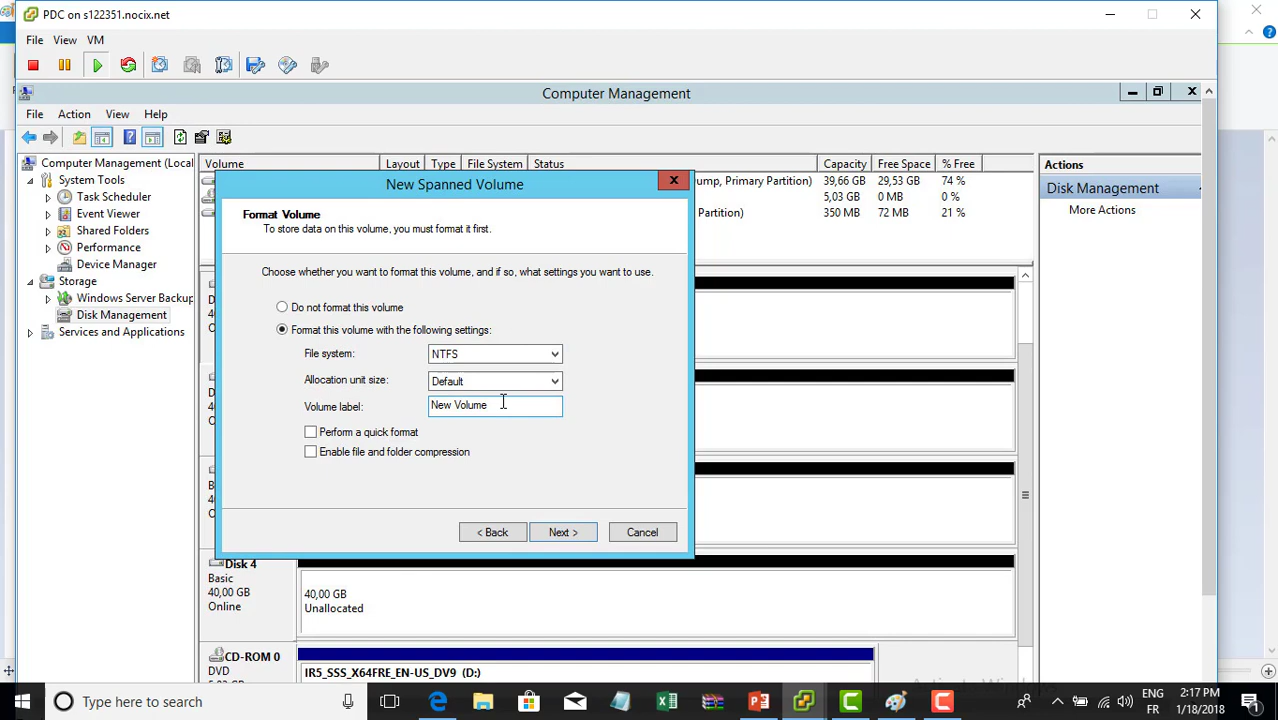 PDC on s122351.nocix.net
File View VM
Computer Management
File Action View Help
Computer Management (Local
System Tools
Task Scheduler
Event Viewer
Shared Folders
Performance
Device Manager
Storage
Windows Server Backup
Disk Management
Services and Applications
Volume Layout Type File System Status Capacity Free Space % Free
ump, Primary Partition) 39,66 GB 29,53 GB 74 %
5,03 GB 0 MB 0 %
Partition) 350 MB 72 MB 21 %
Actions
Disk Management
More Actions
New Spanned Volume
Format Volume
To store data on this volume, you must format it first.
Choose whether you want to format this volume, and if so, what settings you want to use.
Do not format this volume
Format this volume with the following settings:
File system: NTFS
Allocation unit size: Default
Volume label: New Volume
Perform a quick format
Enable file and folder compression
< Back Next > Cancel
D
40
O
D
40
O
B
40
O
Disk 4
Basic
40,00 GB
Online
40,00 GB
Unallocated
CD-ROM 0
DVD
IR5_SSS_X64FRE_EN-US_DV9 (D:)
Type here to search
ENG
FR
2:17 PM
1/18/2018